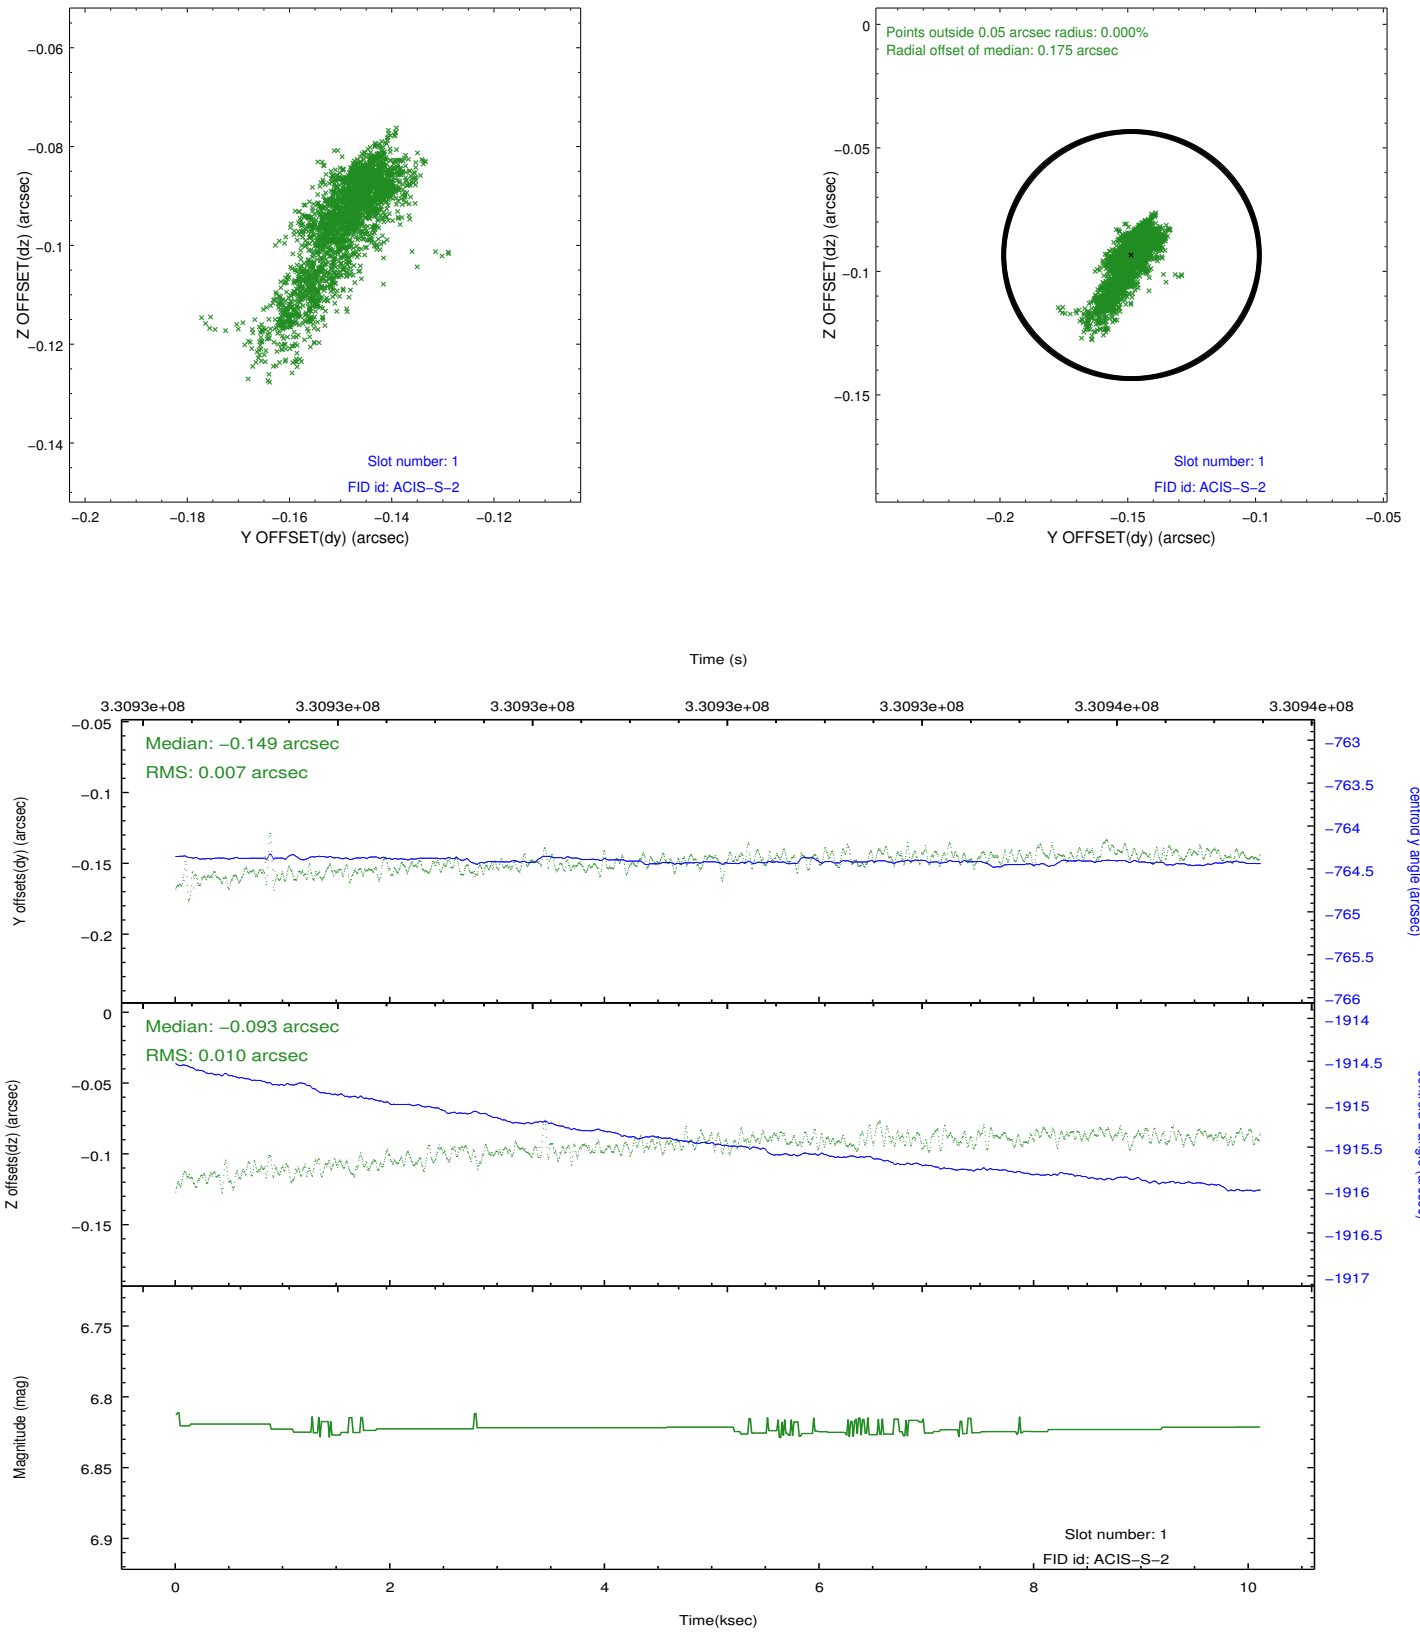 −0.06
−0.08
−0.1
−0.12
−0.14
Z OFFSET(dz) (arcsec)
Slot number: 1
FID id: ACIS−S−2
−0.2 −0.18 −0.16 −0.14 −0.12
Y OFFSET(dy) (arcsec)
Points outside 0.05 arcsec radius: 0.000%
Radial offset of median: 0.175 arcsec
0
−0.05
−0.1
−0.15
Z OFFSET(dz) (arcsec)
Slot number: 1
FID id: ACIS−S−2
−0.2 −0.15 −0.1 −0.05
Y OFFSET(dy) (arcsec)
Time (s)
3.3093e+08 3.3093e+08 3.3093e+08 3.3093e+08 3.3093e+08 3.3094e+08 3.3094e+08
Median: −0.149 arcsec
RMS: 0.007 arcsec
−0.05
−0.1
−0.15
−0.2
Y offsets(dy) (arcsec)
−763
−763.5
−764
−764.5
−765
−765.5
−766
centroid y angle (arcsec)
Median: −0.093 arcsec
RMS: 0.010 arcsec
0
−0.05
−0.1
−0.15
Z offsets(dz) (arcsec)
−1914
−1914.5
−1915
−1915.5
−1916
−1916.5
−1917
6.75
6.8
6.85
6.9
Magnitude (mag)
Slot number: 1
FID id: ACIS−S−2
0 2 4 6 8 10
Time(ksec)